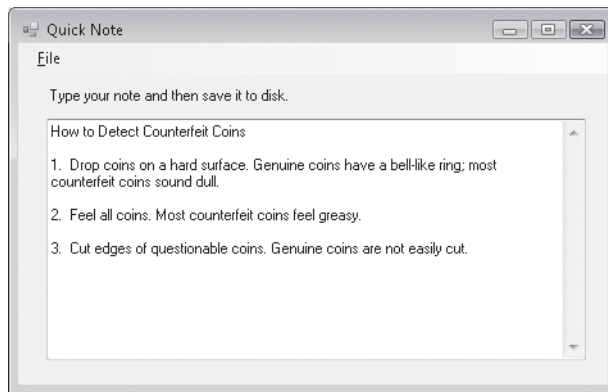 Quick Note
File
Type your note and then save it to disk.
How to Detect Counterfeit Coins
1.  Drop coins on a hard surface. Genuine coins have a bell-like ring; most
counterfeit coins sound dull.
2.  Feel all coins. Most counterfeit coins feel greasy.
3.  Cut edges of questionable coins. Genuine coins are not easily cut.